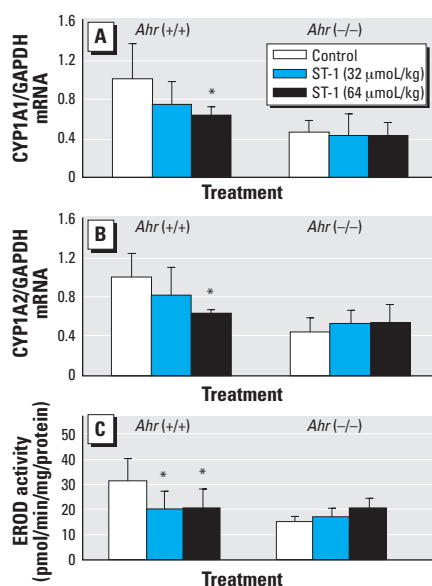 A
Ahr (+/+)
Ahr (–/–)
Control
ST-1 (32 µmoL/kg)
ST-1 (64 µmoL/kg)
CYP1A1/GAPDH
mRNA
1.6
1.2
0.8
0.4
0
*
Treatment
B
Ahr (+/+)
Ahr (–/–)
CYP1A2/GAPDH
mRNA
1.6
1.2
0.8
0.4
0
*
Treatment
C
Ahr (+/+)
Ahr (–/–)
EROD activity
(pmol/min/mg/protein)
50
40
30
20
10
0
* *
Treatment